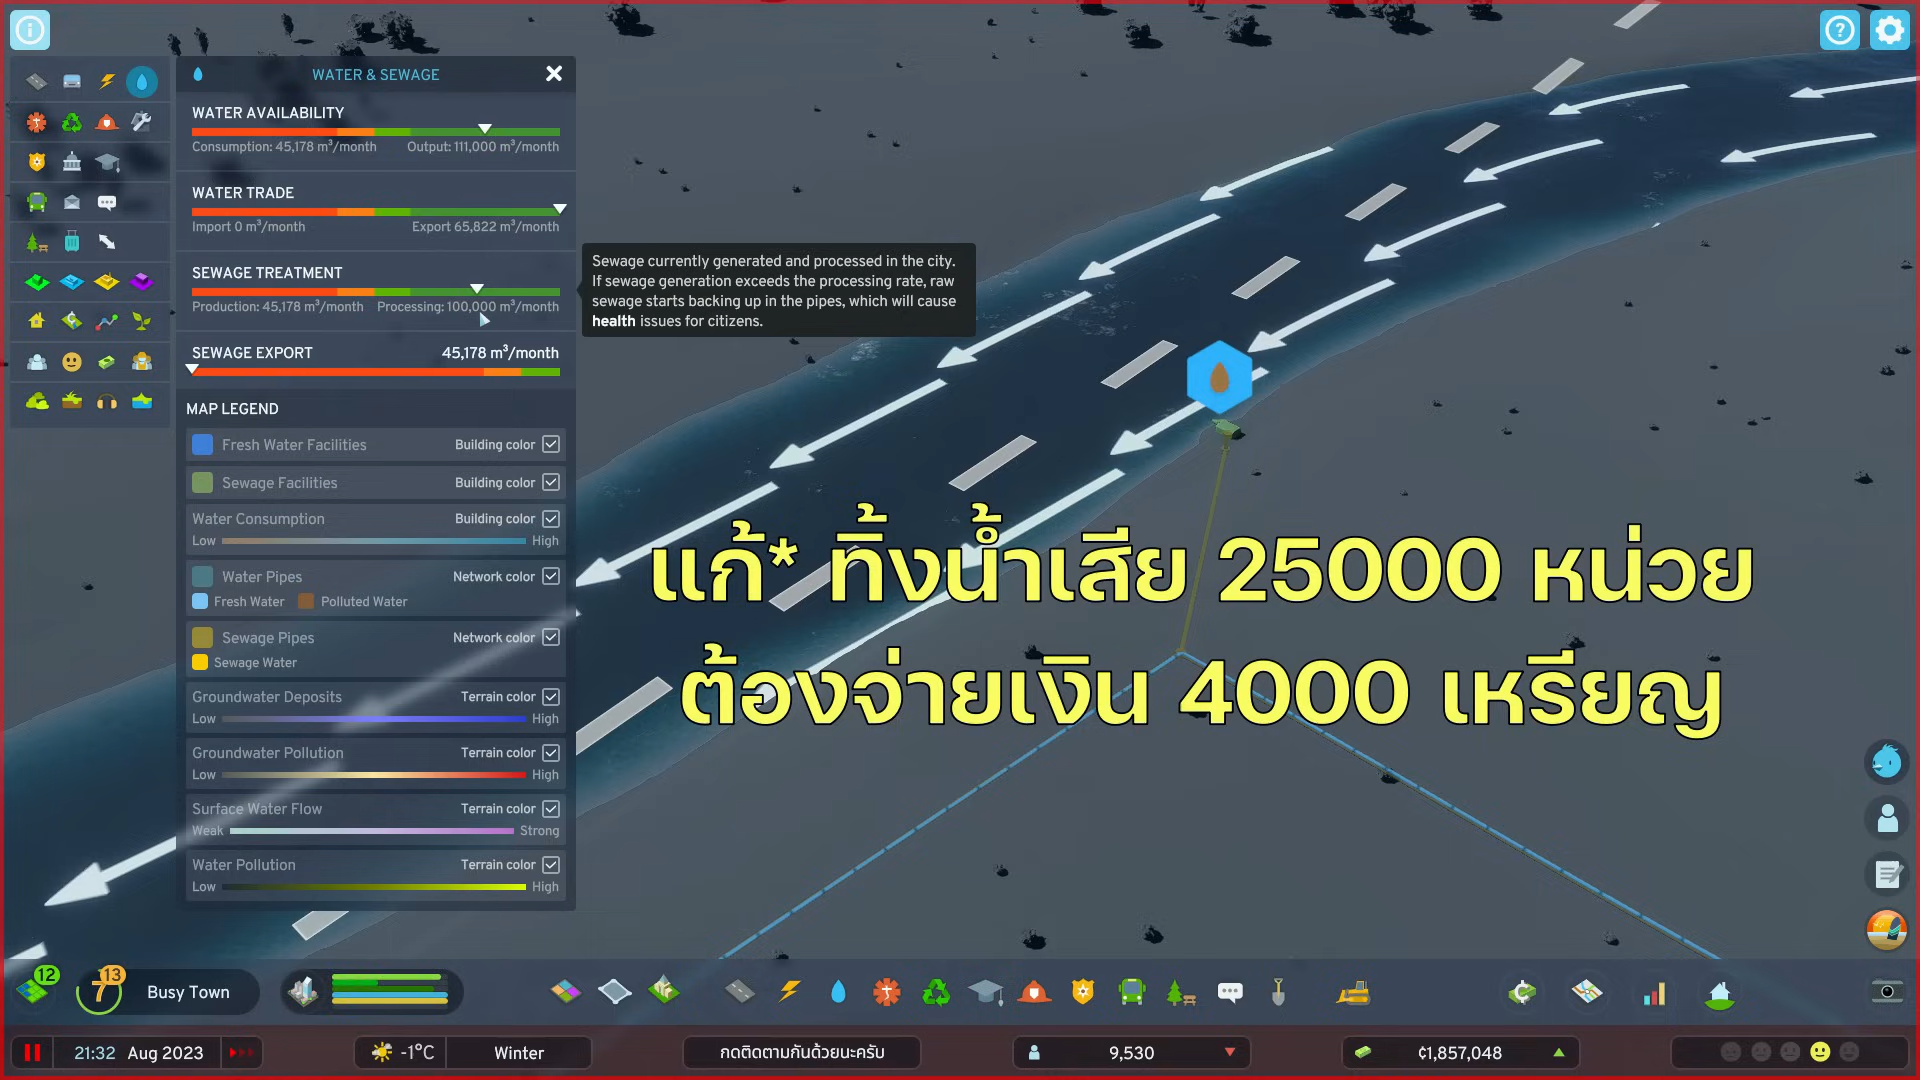 WATER & SEWAGE
WATER AVAILABILITY
Consumption: 45,178 m³/month Output: 111,000 m³/month
WATER TRADE
Import 0 m³/month Export 65,822 m³/month
SEWAGE TREATMENT
Production: 45,178 m³/month Processing: 100,000 m³/month
SEWAGE EXPORT 45,178 m³/month
Sewage currently generated and processed in the city.
If sewage generation exceeds the processing rate, raw
sewage starts backing up in the pipes, which will cause
health issues for citizens.
MAP LEGEND
Fresh Water Facilities Building color
Sewage Facilities Building color
Water Consumption Building color
Low High
Water Pipes Network color
Fresh Water Polluted Water
Sewage Pipes Network color
Sewage Water
Groundwater Deposits Terrain color
Low High
Groundwater Pollution Terrain color
Low High
Surface Water Flow Terrain color
Weak Strong
Water Pollution Terrain color
Low High
แก้* ทิ้งน้ำเสีย 25000 หน่วย
ต้องจ่ายเงิน 4000 เหรียญ
12
7 13 Busy Town
21:32 Aug 2023 -1°C Winter กดติดตามกันด้วยนะครับ 9,530 ¢1,857,048